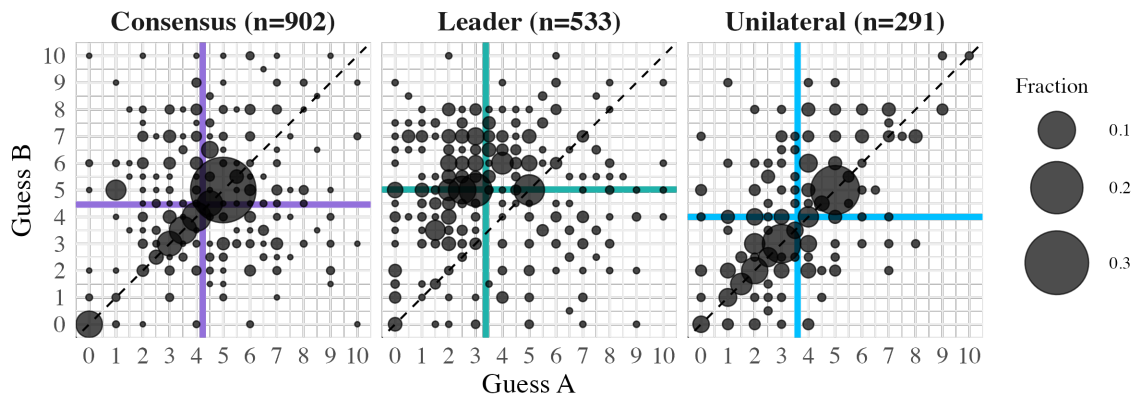 Consensus (n=902) Leader (n=533) Unilateral (n=291)
Guess B
10
9
8
7
6
5
4
3
2
1
0
0 1 2 3 4 5 6 7 8 9 10 0 1 2 3 4 5 6 7 8 9 10 0 1 2 3 4 5 6 7 8 9 10
Guess A
Fraction
0.1
0.2
0.3